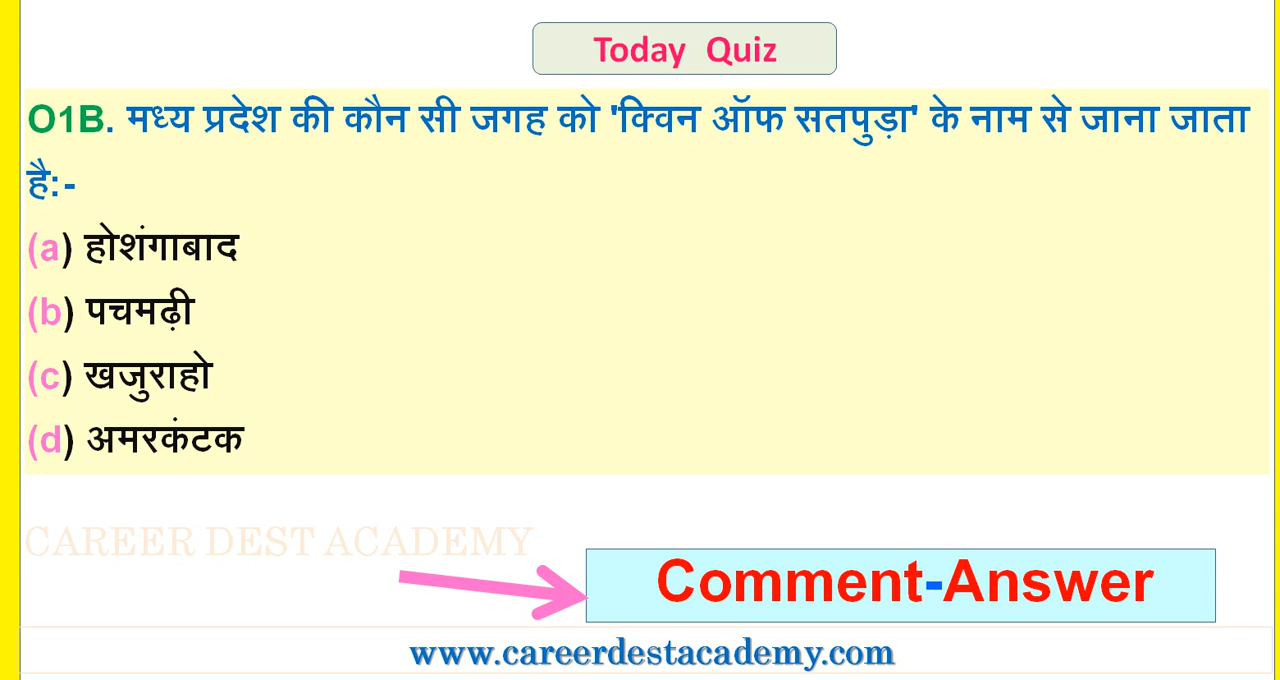 Today Quiz
O1B. मध्य प्रदेश की कौन सी जगह को 'क्विन ऑफ सतपुड़ा' के नाम से जाना जाता
है:-
(a) होशंगाबाद
(b) पचमढ़ी
(c) खजुराहो
(d) अमरकंटक
CAREER DEST ACADEMY
Comment-Answer
www.careerdestacademy.com